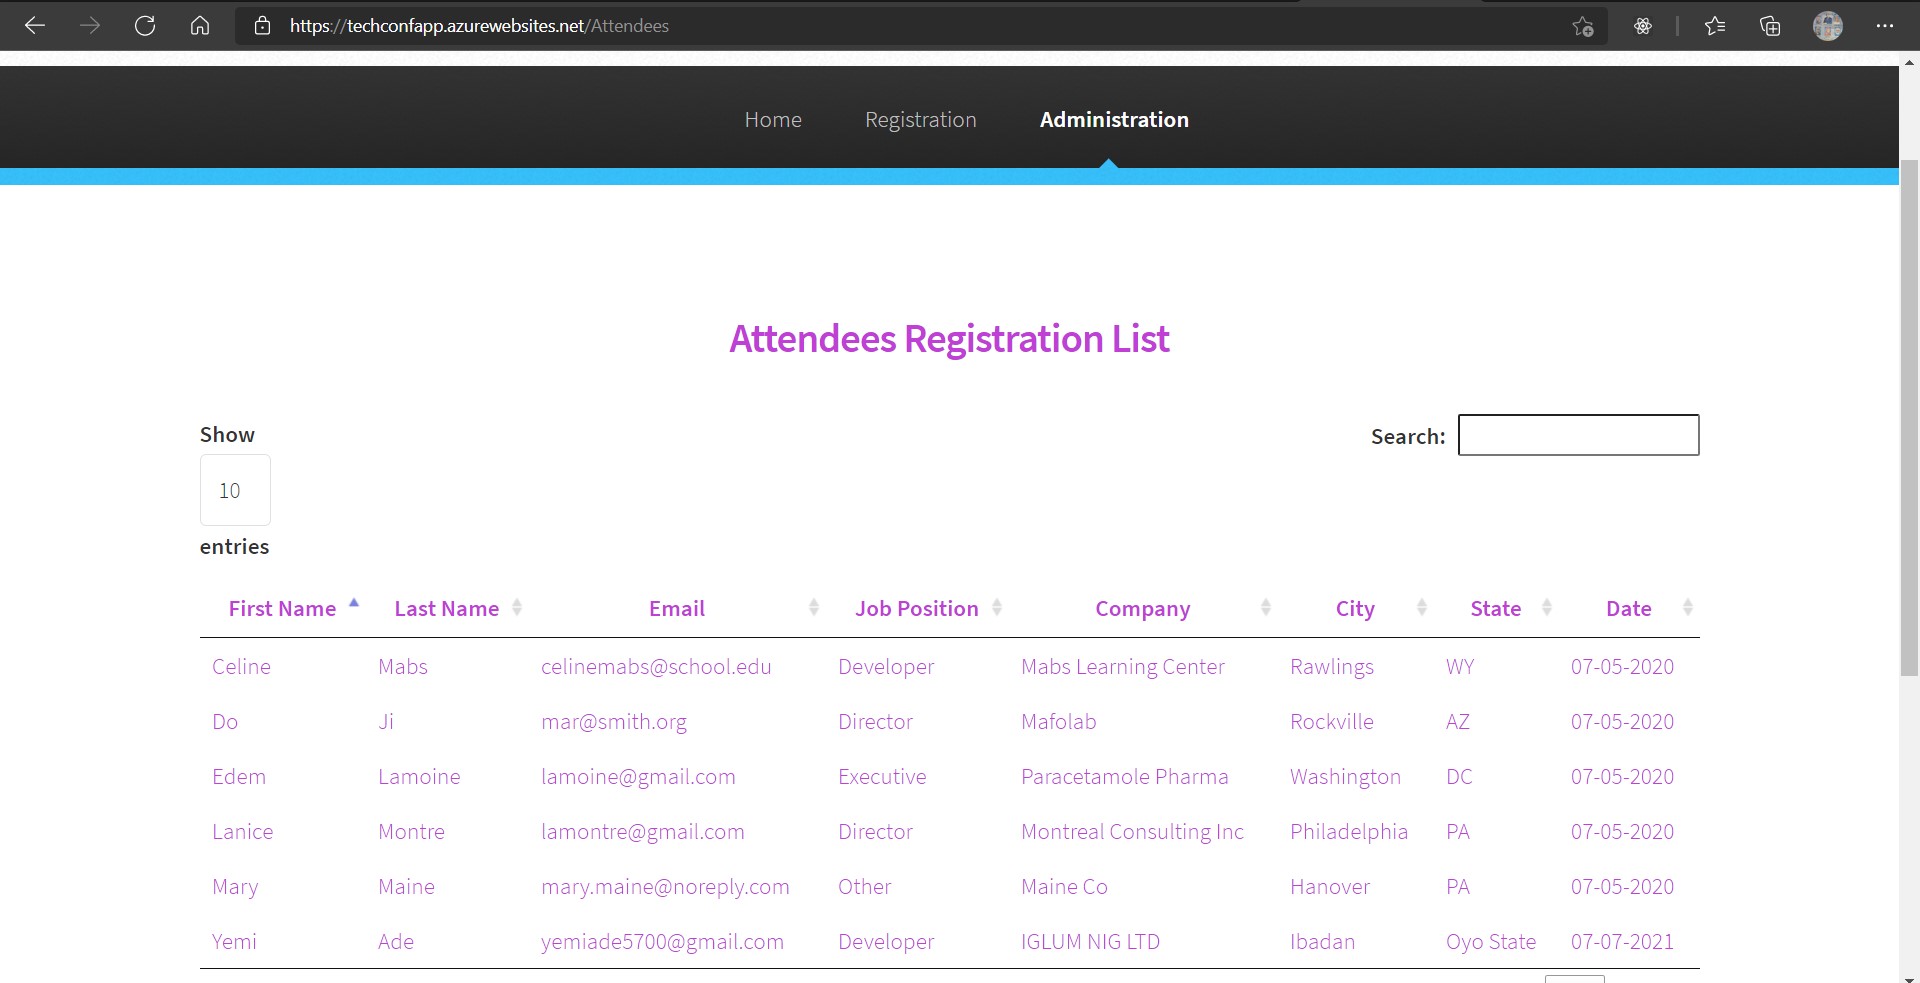 https://techconfapp.azurewebsites.net/Attendees
Home Registration Administration
Attendees Registration List
Show
10
entries
Search:
First Name Last Name Email Job Position Company City State Date
Celine Mabs celinemabs@school.edu Developer Mabs Learning Center Rawlings WY 07-05-2020
Do Ji mar@smith.org Director Mafolab Rockville AZ 07-05-2020
Edem Lamoine lamoine@gmail.com Executive Paracetamole Pharma Washington DC 07-05-2020
Lanice Montre lamontre@gmail.com Director Montreal Consulting Inc Philadelphia PA 07-05-2020
Mary Maine mary.maine@noreply.com Other Maine Co Hanover PA 07-05-2020
Yemi Ade yemiade5700@gmail.com Developer IGLUM NIG LTD Ibadan Oyo State 07-07-2021